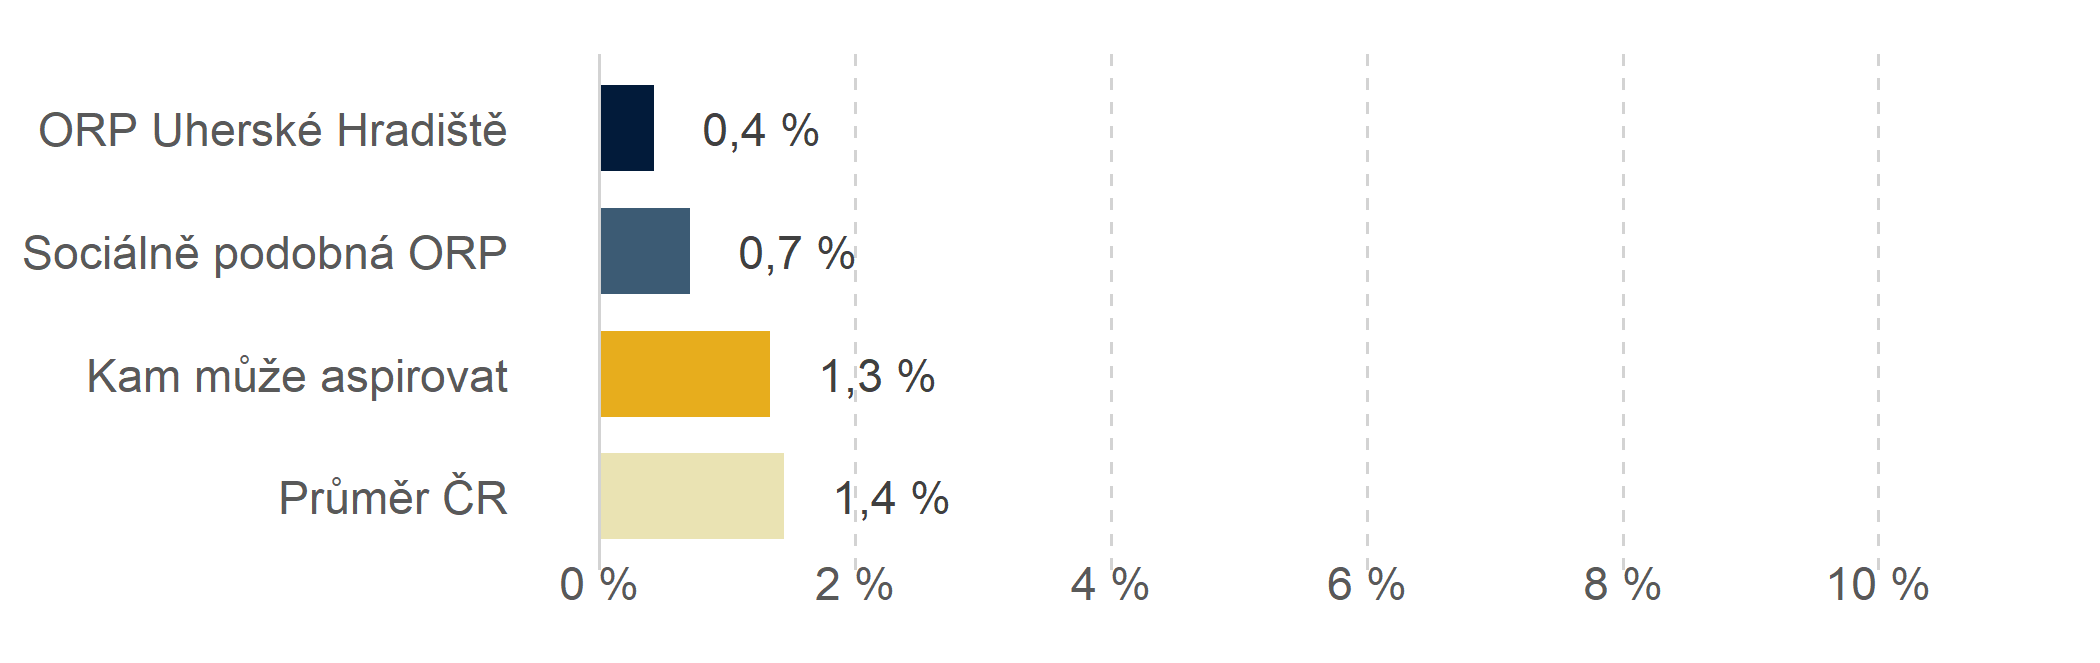 ORP Uherské Hradiště 0,4 %
Sociálně podobná ORP 0,7 %
Kam může aspirovat 1,3 %
Průměr ČR 1,4 %
0 % 2 % 4 % 6 % 8 % 10 %